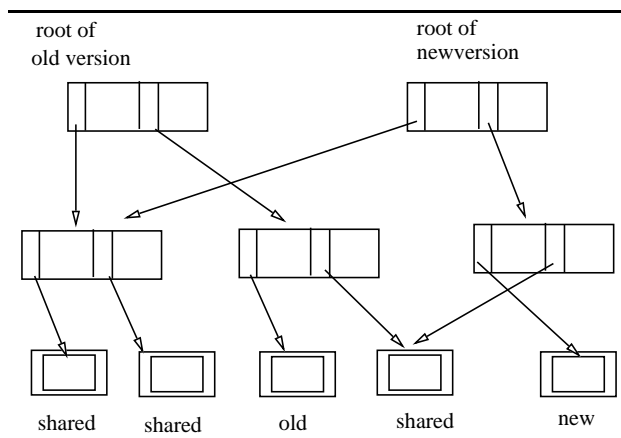 root of
old version
root of
newversion
shared
shared
old
shared
new